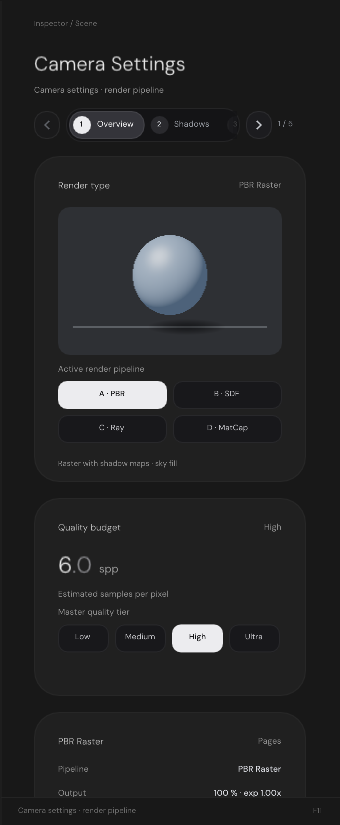 Inspector / Scene
Camera Settings
Camera settings · render pipeline
1 Overview 2 Shadows 3 1 / 5
Render type PBR Raster
Active render pipeline
A · PBR B · SDF
C · Ray D · MatCap
Raster with shadow maps · sky fill
Quality budget High
6.0 spp
Estimated samples per pixel
Master quality tier
Low Medium High Ultra
PBR Raster Pages
Pipeline PBR Raster
Output 100 % · exp 1.00x
Camera settings · render pipeline